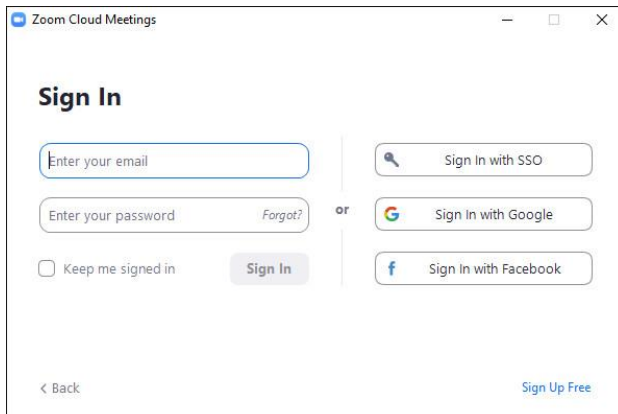 Zoom Cloud Meetings
Sign In
Enter your email
Enter your password Forgot?
Keep me signed in Sign In
or
Sign In with SSO
Sign In with Google
Sign In with Facebook
Back
Sign Up Free